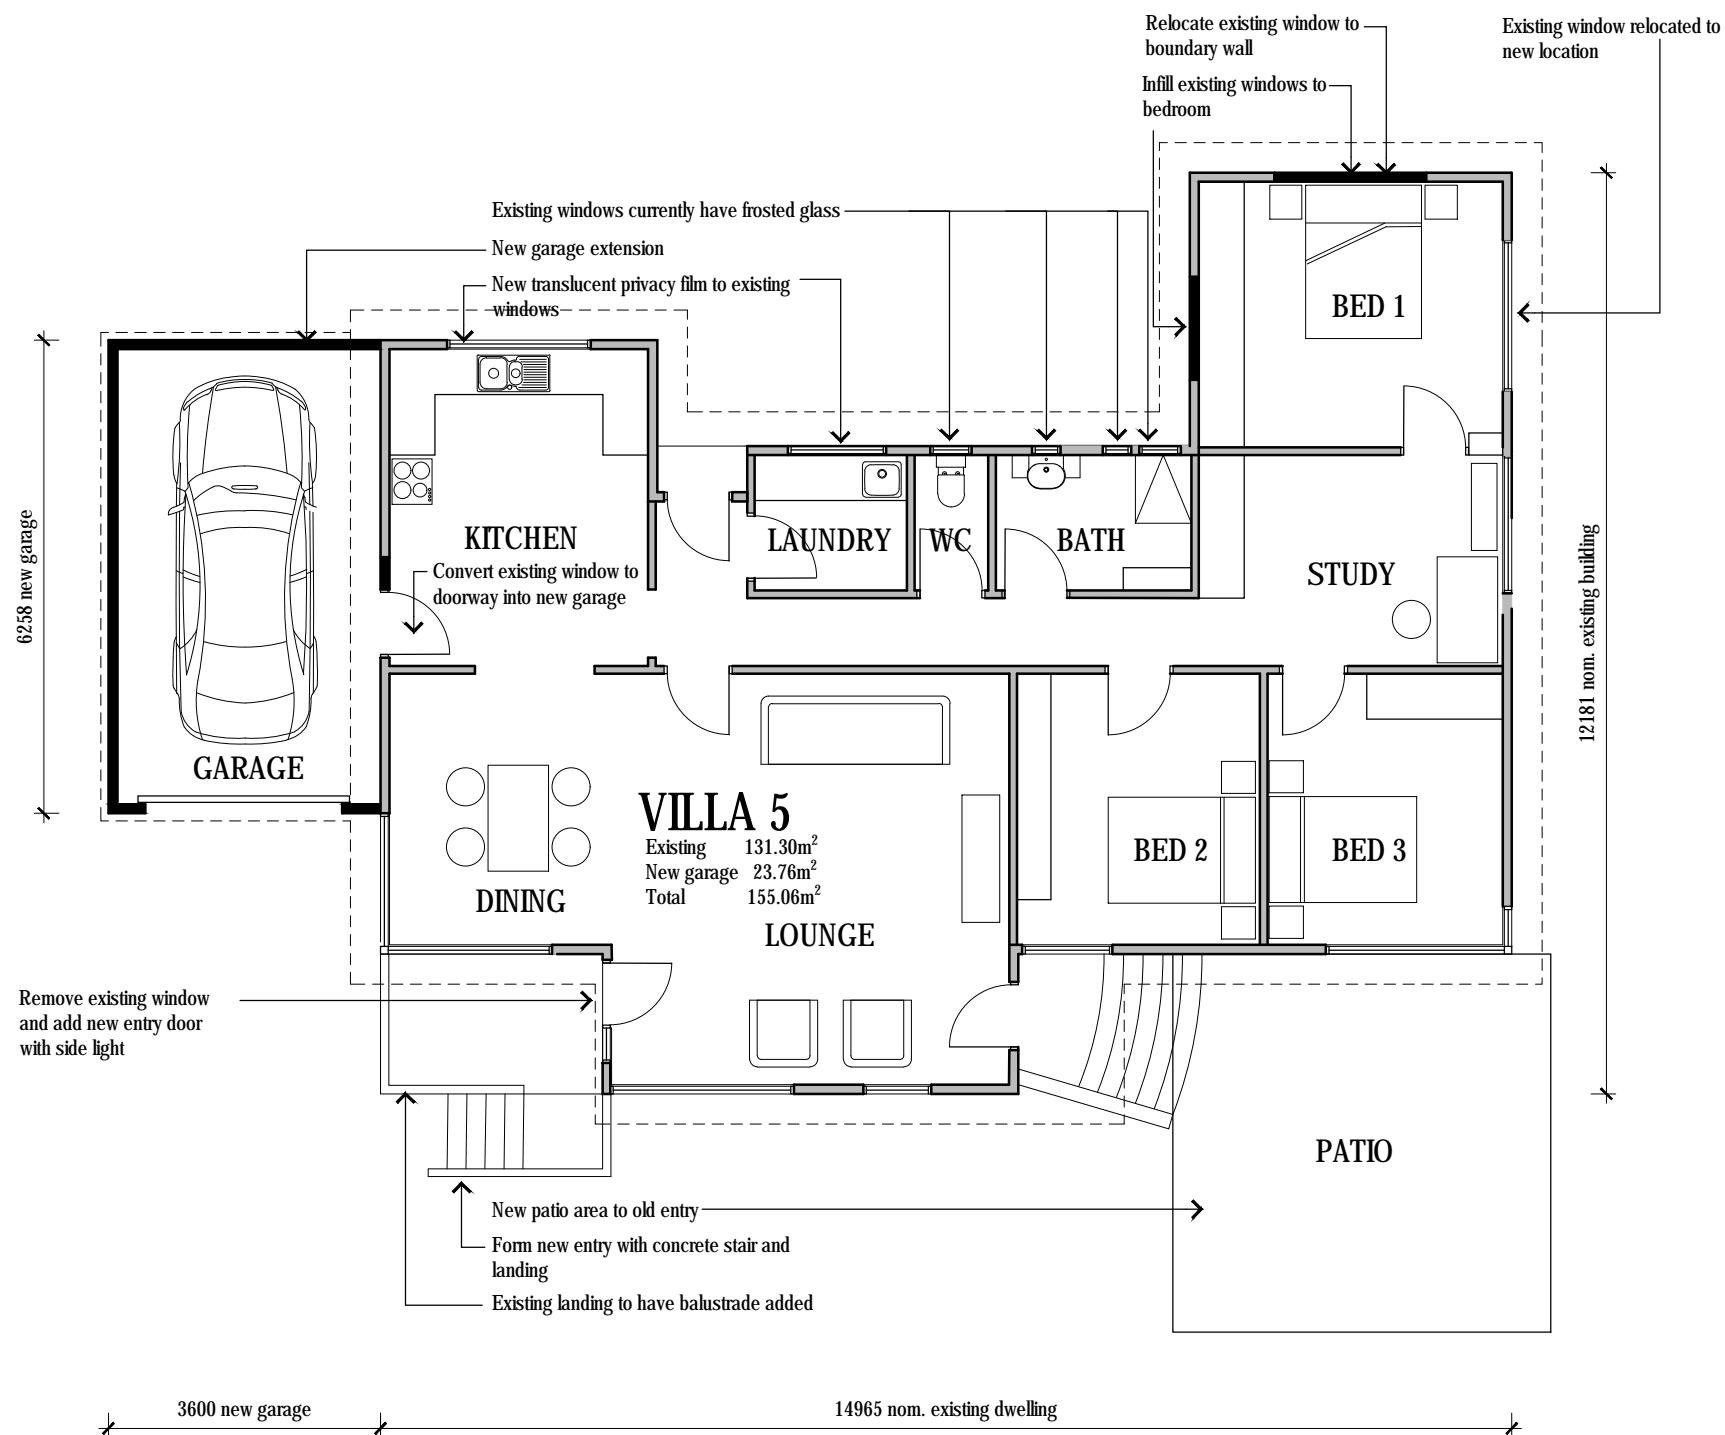 Relocate existing window to
boundary wall
Existing window relocated to
new location
Infill existing windows to
bedroom
Existing windows currently have frosted glass
New garage extension
New translucent privacy film to existing
windows
BED 1
KITCHEN
LAUNDRY
WC
BATH
Convert existing window to
doorway into new garage
STUDY
6258 new garage
12181 nom. existing building
GARAGE
VILLA 5
Existing 131.30m²
New garage 23.76m²
Total 155.06m²
BED 2
BED 3
DINING
LOUNGE
Remove existing window
and add new entry door
with side light
PATIO
New patio area to old entry
Form new entry with concrete stair and
landing
Existing landing to have balustrade added
3600 new garage
14965 nom. existing dwelling